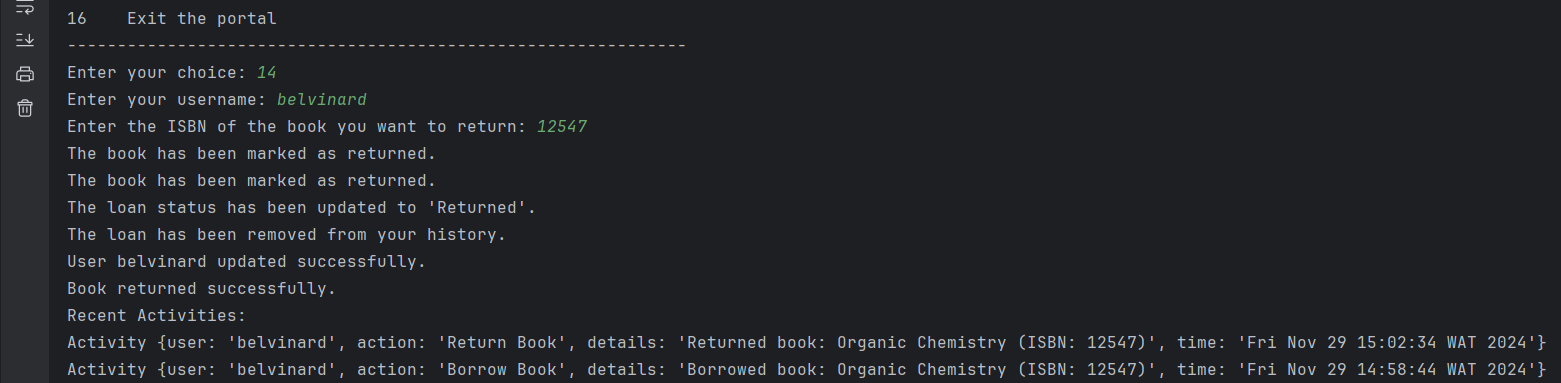 16    Exit the portal
--------------------------------------------------------------
Enter your choice: 14
Enter your username: belvinard
Enter the ISBN of the book you want to return: 12547
The book has been marked as returned.
The book has been marked as returned.
The loan status has been updated to 'Returned'.
The loan has been removed from your history.
User belvinard updated successfully.
Book returned successfully.
Recent Activities:
Activity {user: 'belvinard', action: 'Return Book', details: 'Returned book: Organic Chemistry (ISBN: 12547)', time: 'Fri Nov 29 15:02:34 WAT 2024'}
Activity {user: 'belvinard', action: 'Borrow Book', details: 'Borrowed book: Organic Chemistry (ISBN: 12547)', time: 'Fri Nov 29 14:58:44 WAT 2024'}